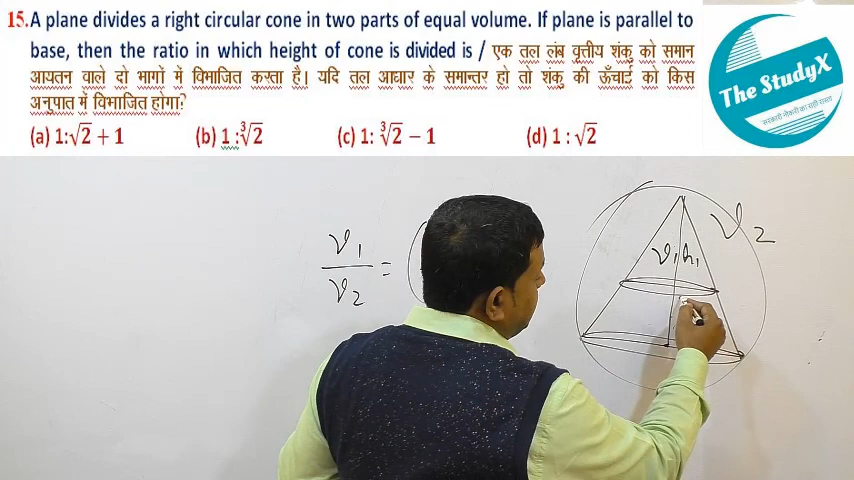 15. A plane divides a right circular cone in two parts of equal volume. If plane is parallel to
base, then the ratio in which height of cone is divided is / एक तल लंब वृत्तीय शंकु को समान
आयतन वाले दो भागों में विभाजित करता है। यदि तल आधार के समान्तर हो तो शंकु की ऊँचाई को किस
अनुपात में विभाजित होगा?
(a) 1:√2 + 1 (b) 1 :∛2 (c) 1: ∛2 − 1 (d) 1 : √2
The StudyX
सरकारी नौकरी का सही रास्ता
V₁
V₂
=
(
V₁ h₁
V₂